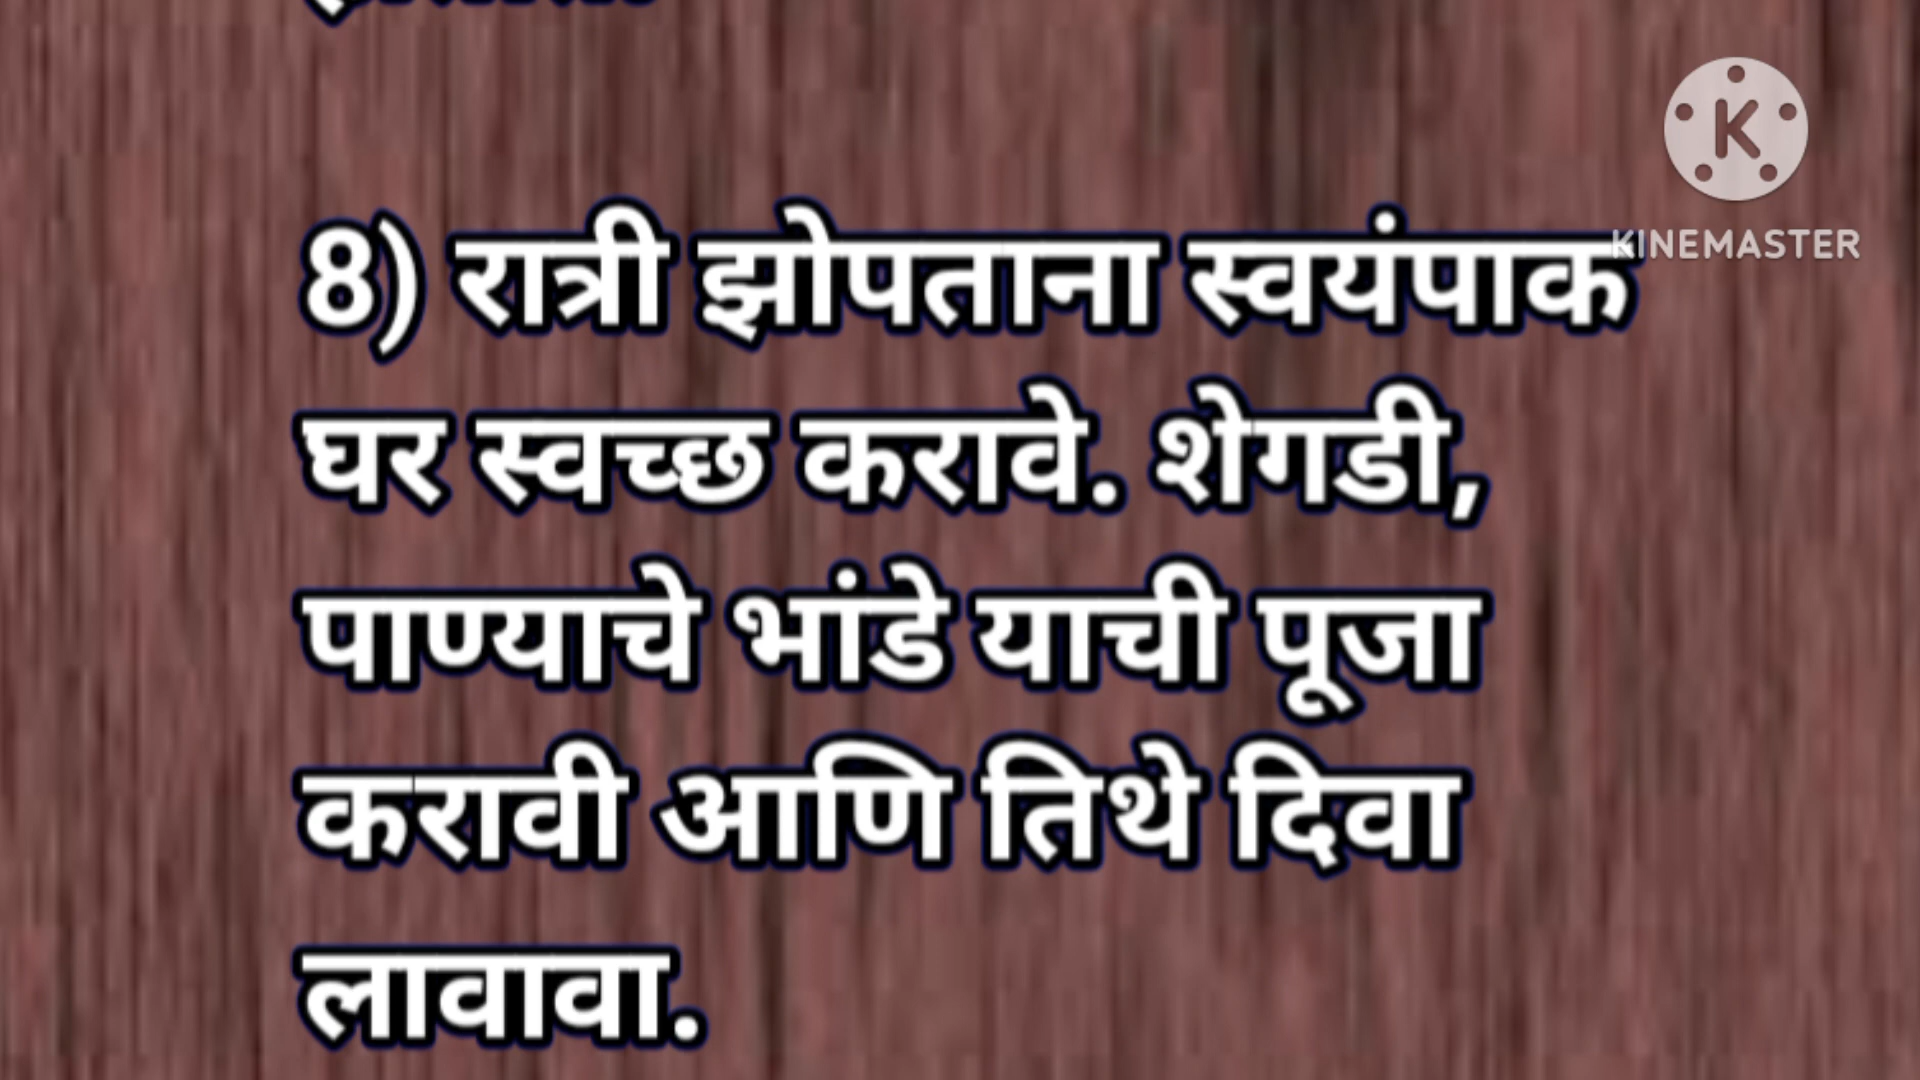 8) रात्री झोपताना स्वयंपाक
KINEMASTER
घर स्वच्छ करावे. शेगडी,
पाण्याचे भांडे याची पूजा
करावी आणि तिथे दिवा
लावावा.